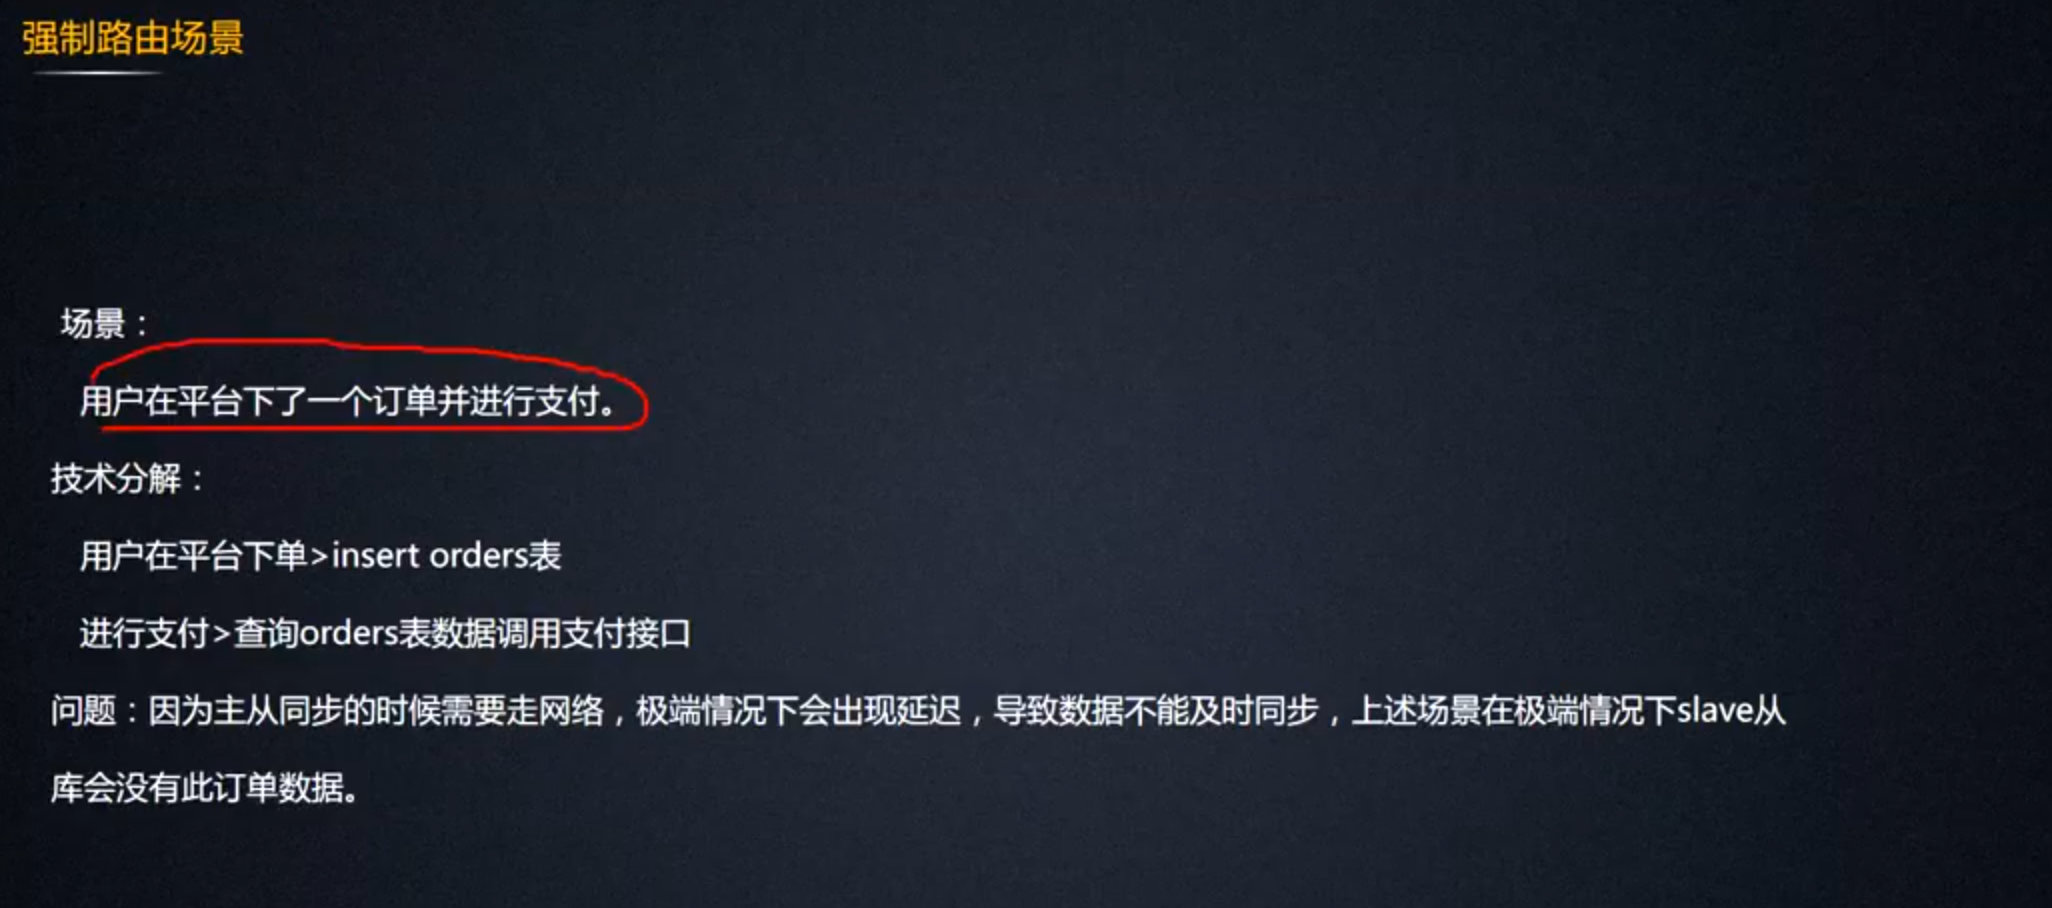 强制路由场景
场景：
用户在平台下了一个订单并进行支付。
技术分解：
用户在平台下单>insert orders表
进行支付>查询orders表数据调用支付接口
问题：因为主从同步的时候需要走网络，极端情况下会出现延迟，导致数据不能及时同步，上述场景在极端情况下slave从
库会没有此订单数据。